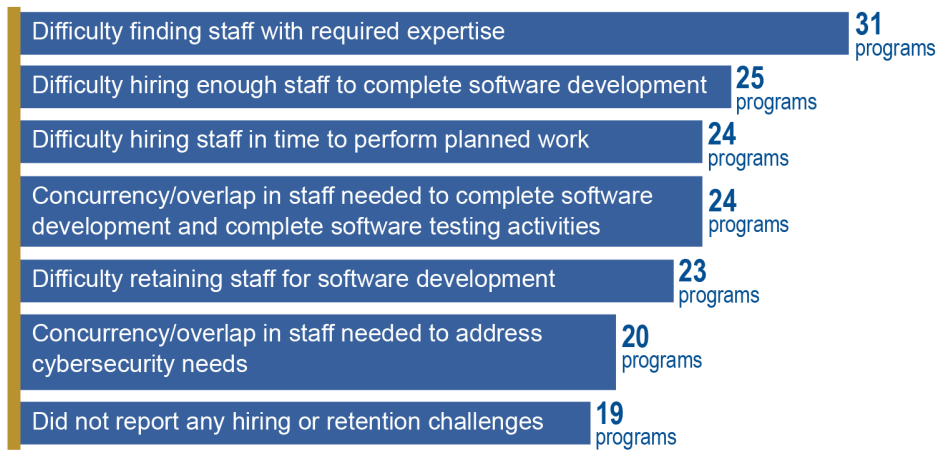 Difficulty finding staff with required expertise
31
programs
Difficulty hiring enough staff to complete software development
25
programs
Difficulty hiring staff in time to perform planned work
24
programs
Concurrency/overlap in staff needed to complete software
development and complete software testing activities
24
programs
Difficulty retaining staff for software development
23
programs
Concurrency/overlap in staff needed to address
cybersecurity needs
20
programs
Did not report any hiring or retention challenges
19
programs